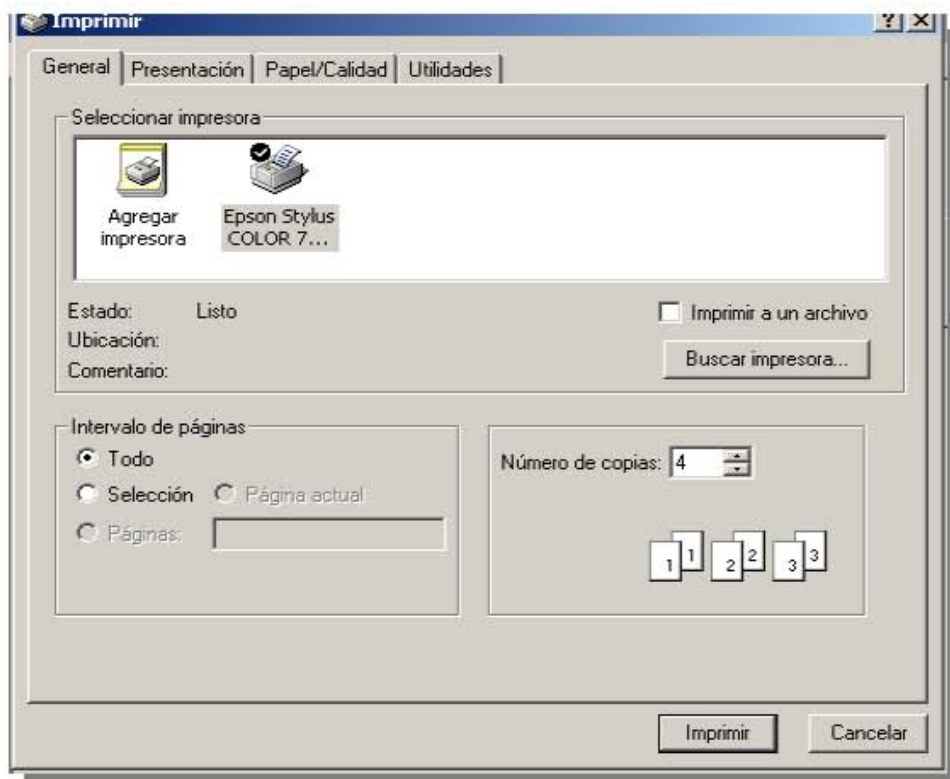 Imprimir
General Presentación Papel/Calidad Utilidades
Seleccionar impresora
Agregar impresora
Epson Stylus COLOR 7...
Estado: Listo
Imprimir a un archivo
Ubicación:
Buscar impresora...
Comentario:
Intervalo de páginas
Todo
Selección Página actual
Páginas:
Número de copias: 4
1 1 2 2 3 3
Imprimir Cancelar